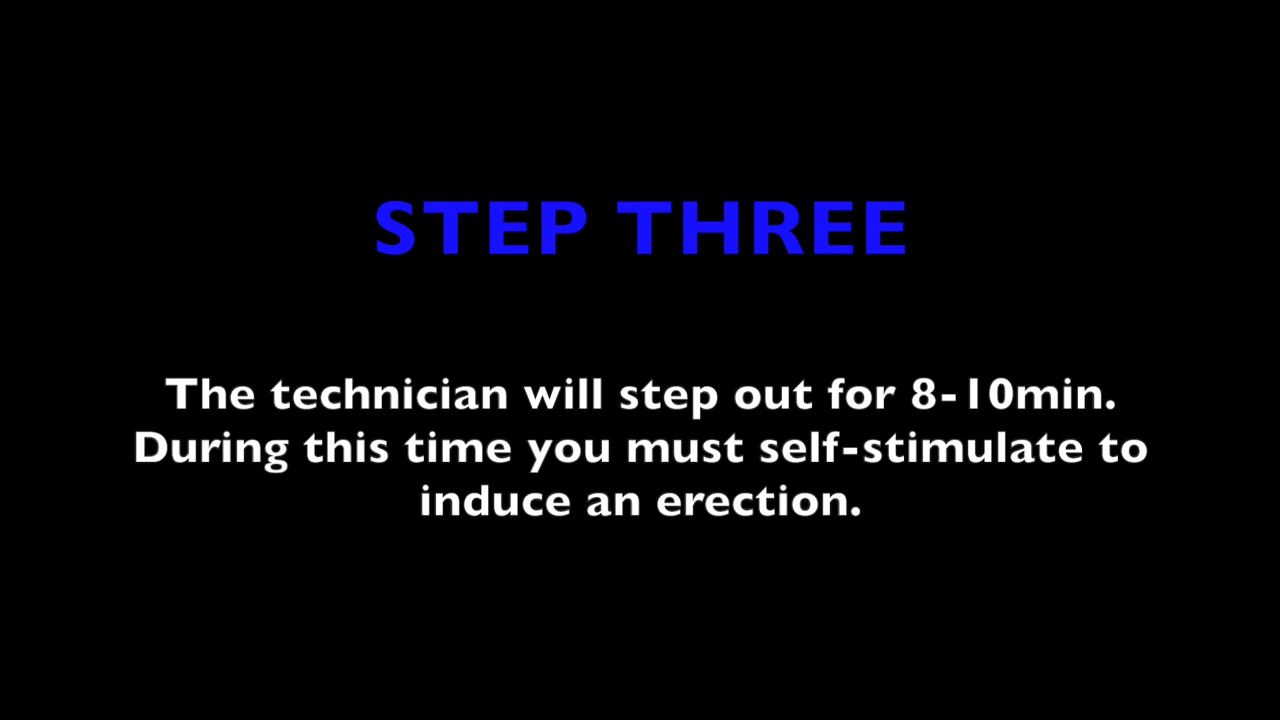 STEP THREE
The technician will step out for 8-10min.
During this time you must self-stimulate to
induce an erection.